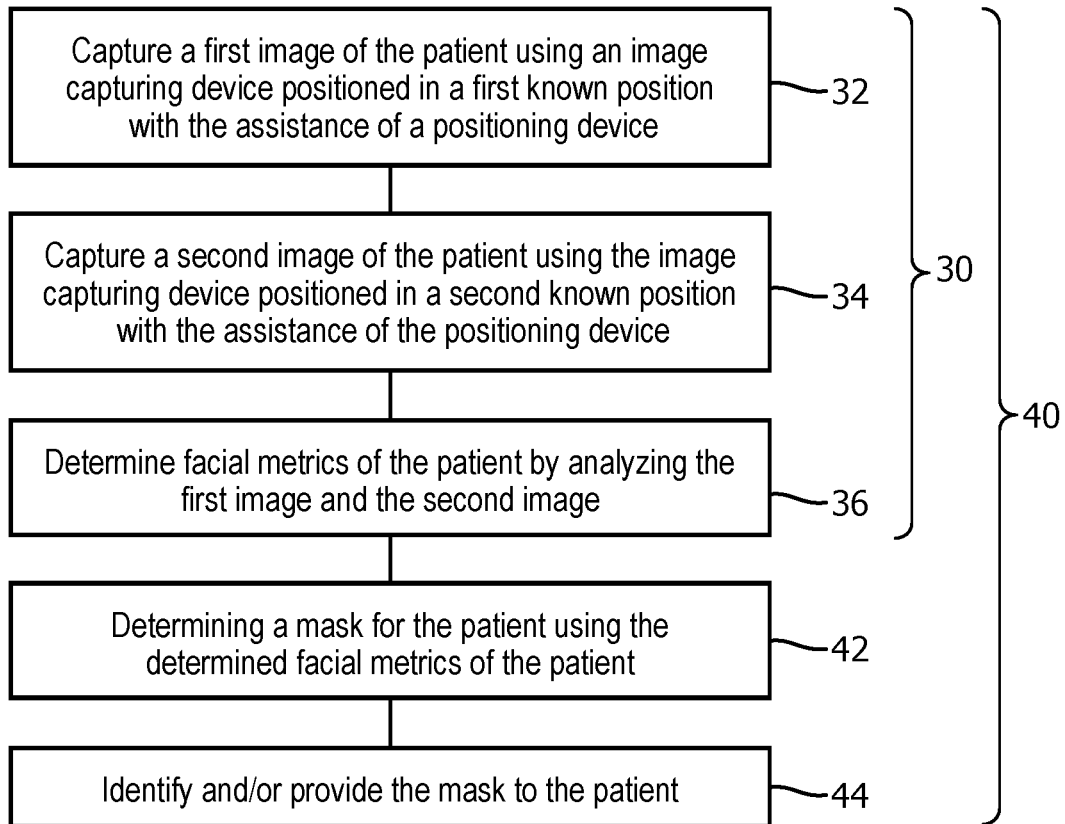 Capture a first image of the patient using an image
capturing device positioned in a first known position
with the assistance of a positioning device
32
Capture a second image of the patient using the image
capturing device positioned in a second known position
with the assistance of the positioning device
34
30
Determine facial metrics of the patient by analyzing the
first image and the second image
36
40
Determining a mask for the patient using the
determined facial metrics of the patient
42
Identify and/or provide the mask to the patient
44